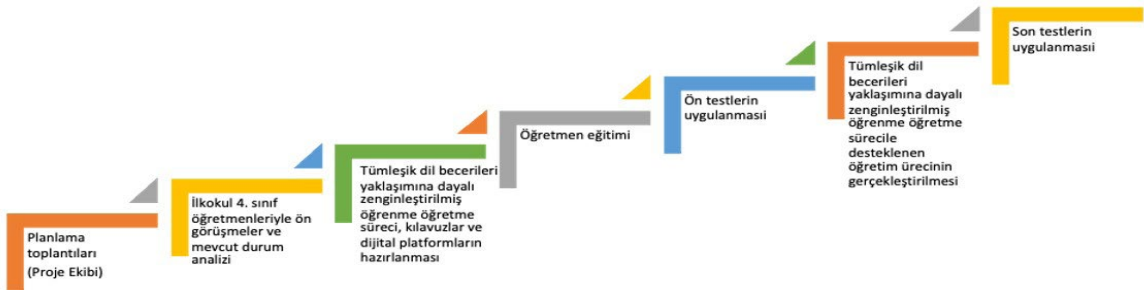 Planlama
toplantıları
(Proje Ekibi)
İlkokul 4. sınıf
öğretmenleriyle ön
görüşmeler ve
mevcut durum
analizi
Tümleşik dil becerileri
yaklaşımına dayalı
zenginleştirilmiş
öğrenme öğretme
süreci, kılavuzlar ve
dijital platformların
hazırlanması
Öğretmen eğitimi
Ön testlerin
uygulanmasıi
Tümleşik dil
becerileri
yaklaşımına dayalı
zenginleştirilmiş
öğrenme öğretme
sürecile
desteklenen
öğretim ürecinin
gerçekleştirilmesi
Son testlerin
uygulanmasıi